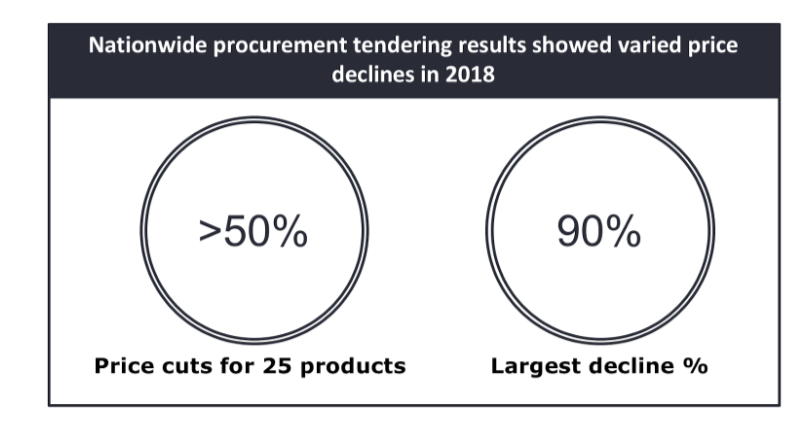 Nationwide procurement tendering results showed varied price
declines in 2018
>50%
90%
Price cuts for 25 products
Largest decline %